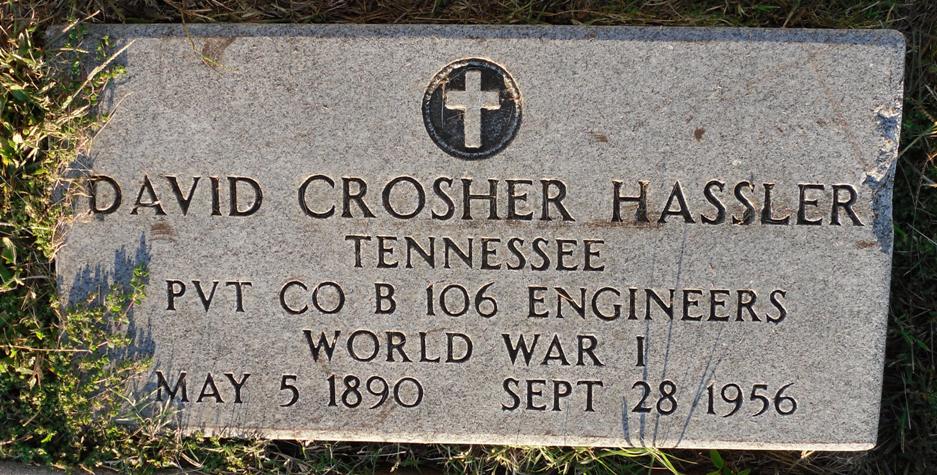 DAVID CROSHER HASSLER
TENNESSEE
PVT CO B 106 ENGINEERS
WORLD WAR I
MAY 5 1890 SEPT 28 1956